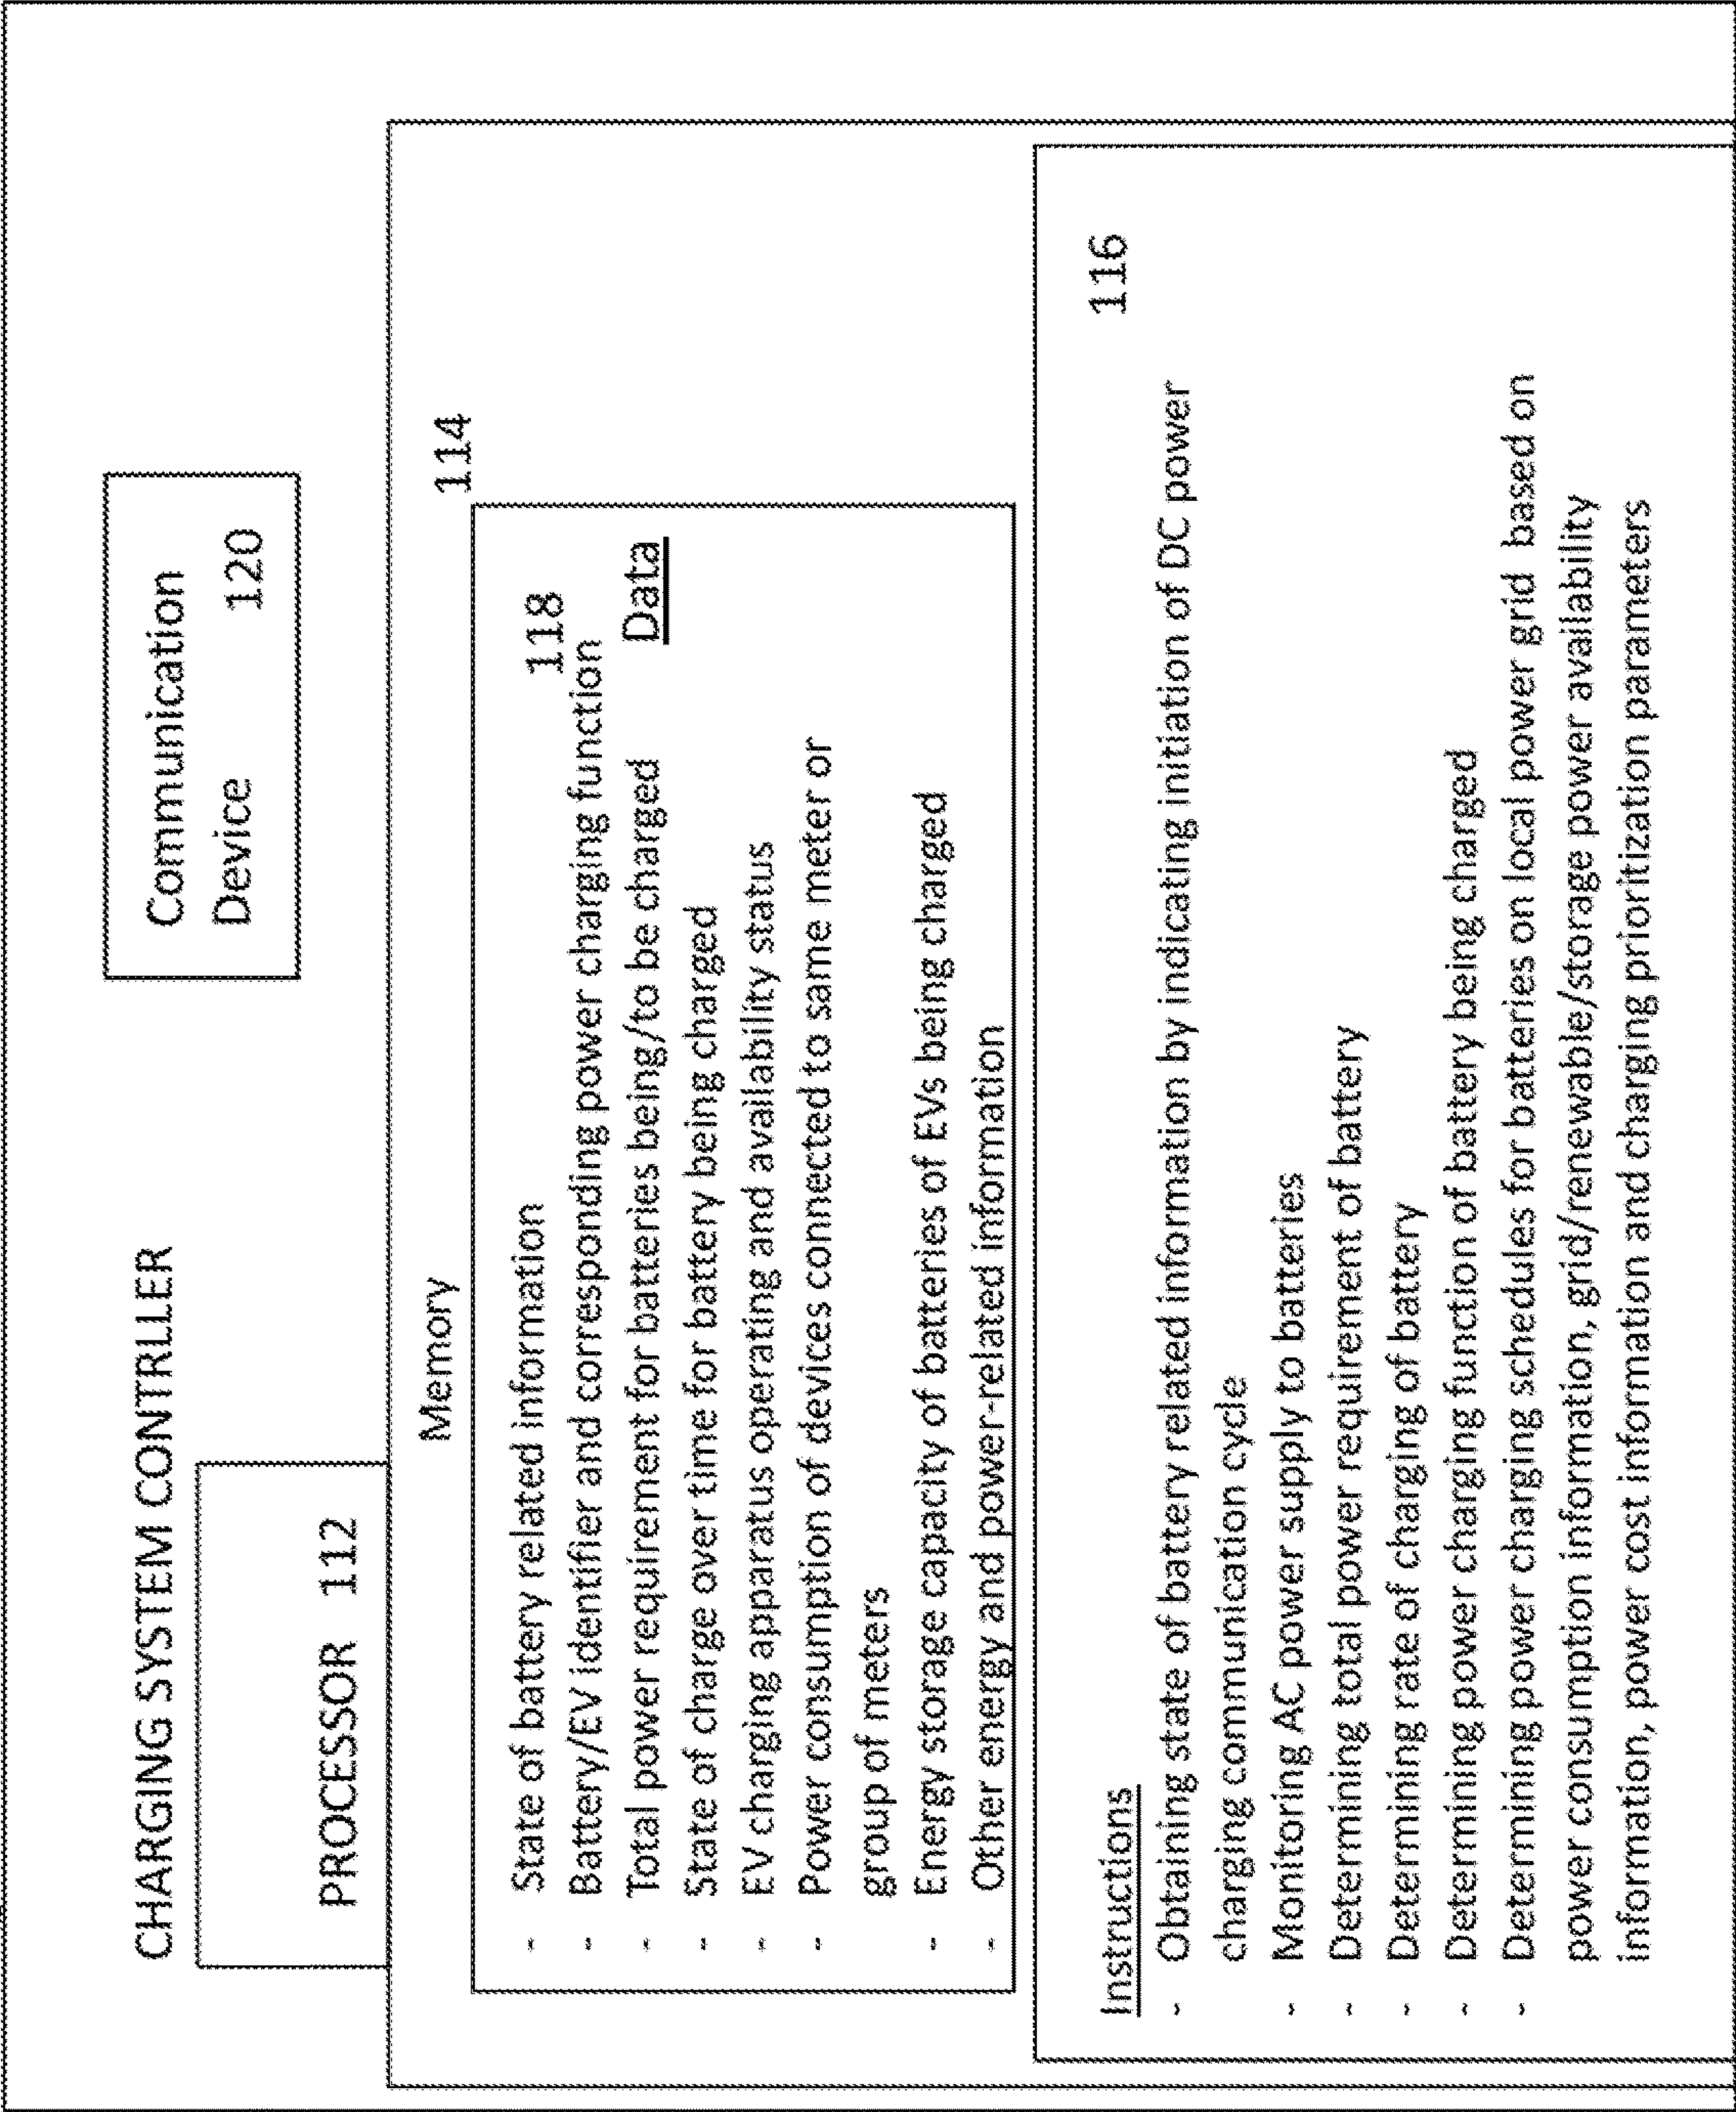 CHARGING SYSTEM CONTRLLER
Communication
Device 120
PROCESSOR 112
Memory
114
118
- State of battery related information
- Battery/EV identifier and corresponding power charging function
- Total power requirement for batteries being/to be charged
Data
- State of charge over time for battery being charged
- EV charging apparatus operating and availability status
- Power consumption of devices connected to same meter or
group of meters
- Energy storage capacity of batteries of EVs being charged
- Other energy and power-related information
116
Instructions
- Obtaining state of battery related information by indicating initiation of DC power
charging communication cycle
- Monitoring AC power supply to batteries
- Determining total power requirement of battery
- Determining rate of charging of battery
- Determining power charging function of battery being charged
- Determining power charging schedules for batteries on local power grid based on
power consumption information, grid/renewable/storage power availability
information, power cost information and charging prioritization parameters